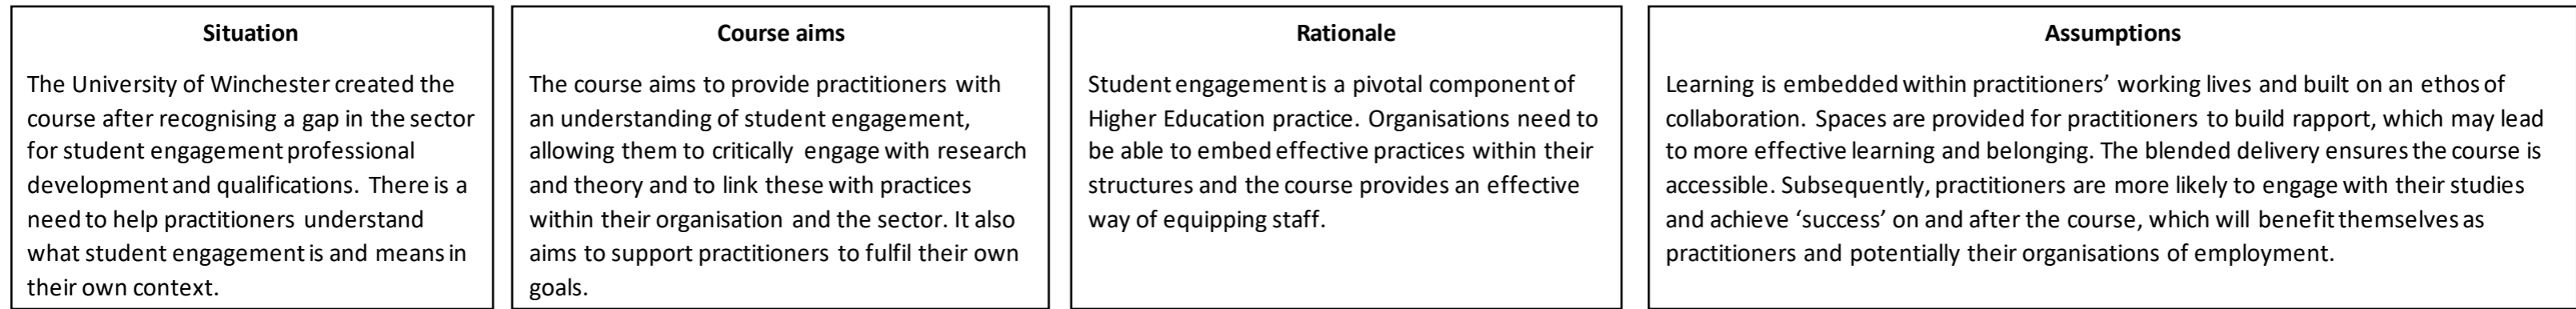 Situation
The University of Winchester created the
course after recognising a gap in the sector
for student engagement professional
development and qualifications. There is a
need to help practitioners understand
what student engagement is and means in
their own context.
Course aims
The course aims to provide practitioners with
an understanding of student engagement,
allowing them to critically engage with research
and theory and to link these with practices
within their organisation and the sector. It also
aims to support practitioners to fulfil their own
goals.
Rationale
Student engagement is a pivotal component of
Higher Education practice. Organisations need to
be able to embed effective practices within their
structures and the course provides an effective
way of equipping staff.
Assumptions
Learning is embedded within practitioners’ working lives and built on an ethos of
collaboration. Spaces are provided for practitioners to build rapport, which may lead
to more effective learning and belonging. The blended delivery ensures the course is
accessible. Subsequently, practitioners are more likely to engage with their studies
and achieve ‘success’ on and after the course, which will benefit themselves as
practitioners and potentially their organisations of employment.